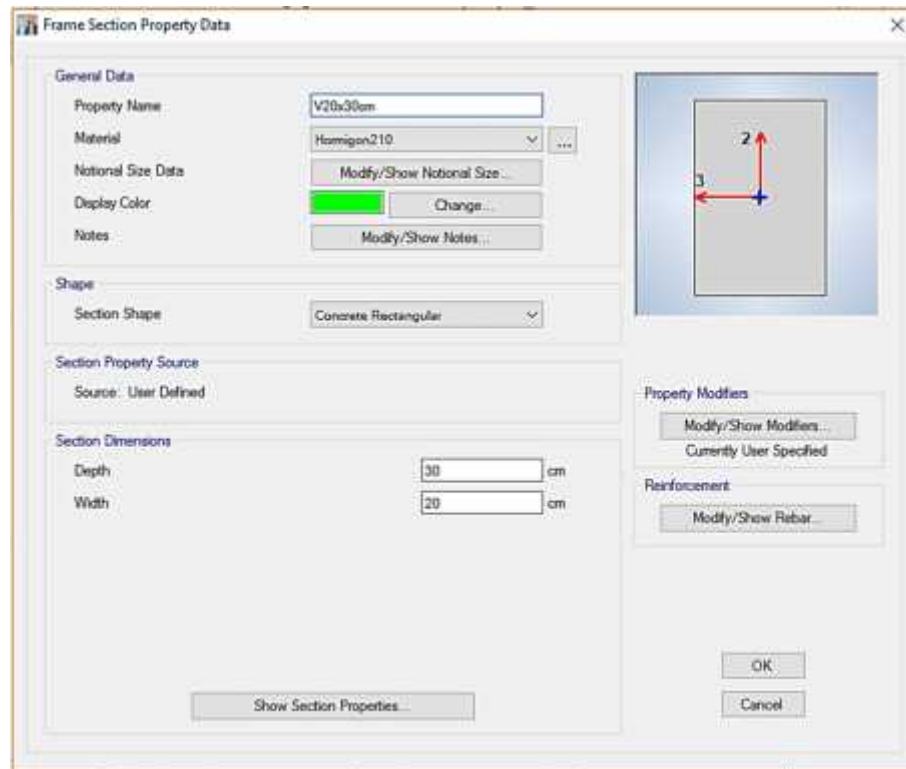 Frame Section Property Data
General Data
Property Name V20x30cm
Material Hormigon210 ...
Notional Size Data Modify/Show Notional Size...
Display Color Change...
Notes Modify/Show Notes...
2
3
Shape
Section Shape Concrete Rectangular
Section Property Source
Source: User Defined
Property Modifiers
Modify/Show Modifiers...
Currently User Specified
Section Dimensions
Depth 30 cm
Width 20 cm
Reinforcement
Modify/Show Rebar...
OK
Show Section Properties...
Cancel